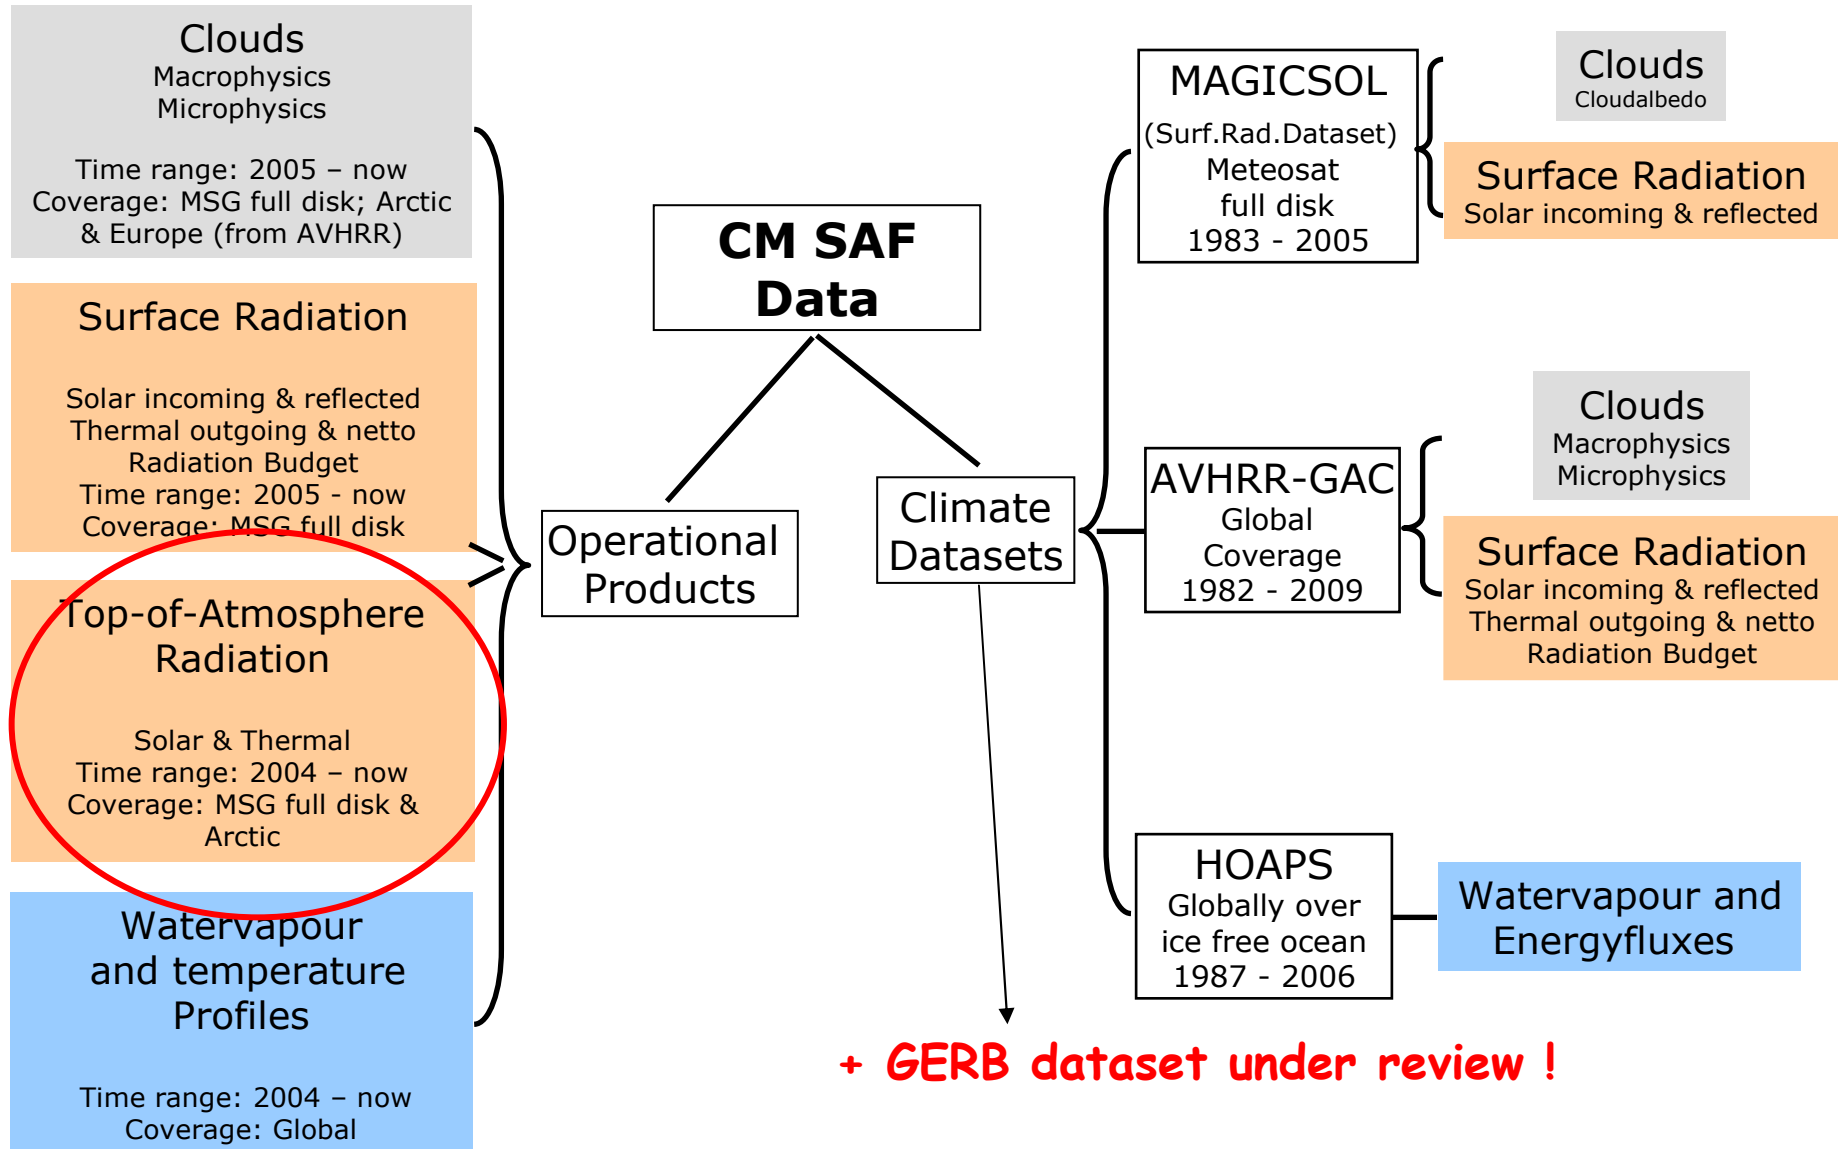 Clouds
Macrophysics
Microphysics
Time range: 2005 – now
Coverage: MSG full disk; Arctic
& Europe (from AVHRR)
Surface Radiation
Solar incoming & reflected
Thermal outgoing & netto
Radiation Budget
Time range: 2005 - now
Coverage: MSG full disk
Top-of-Atmosphere
Radiation
Solar & Thermal
Time range: 2004 – now
Coverage: MSG full disk &
Arctic
Watervapour
and temperature
Profiles
Time range: 2004 – now
Coverage: Global
CM SAF
Data
Operational
Products
Climate
Datasets
MAGICSOL
(Surf.Rad.Dataset)
Meteosat
full disk
1983 - 2005
Clouds
Cloudalbedo
Surface Radiation
Solar incoming & reflected
AVHRR-GAC
Global
Coverage
1982 - 2009
Clouds
Macrophysics
Microphysics
Surface Radiation
Solar incoming & reflected
Thermal outgoing & netto
Radiation Budget
HOAPS
Globally over
ice free ocean
1987 - 2006
Watervapour and
Energyfluxes
+ GERB dataset under review !